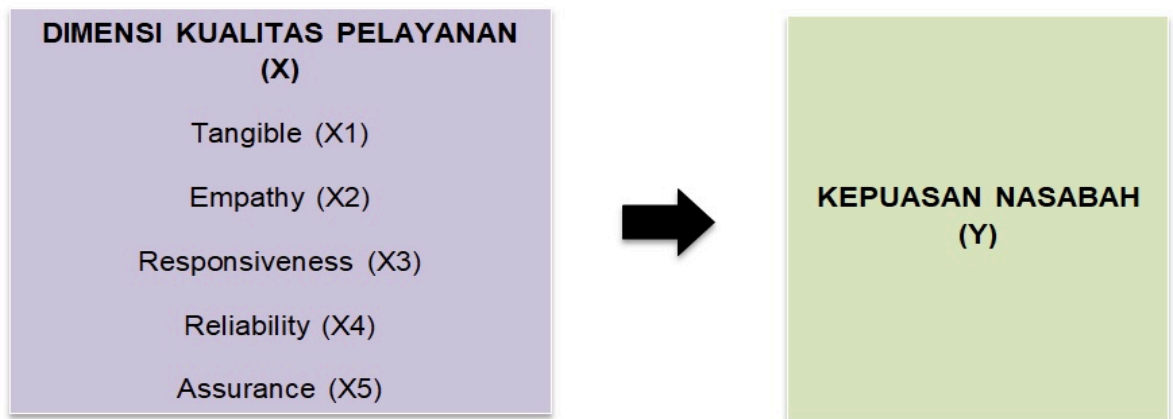 DIMENSI KUALITAS PELAYANAN
(X)
Tangible (X1)
Empathy (X2)
Responsiveness (X3)
Reliability (X4)
Assurance (X5)
KEPUASAN NASABAH
(Y)